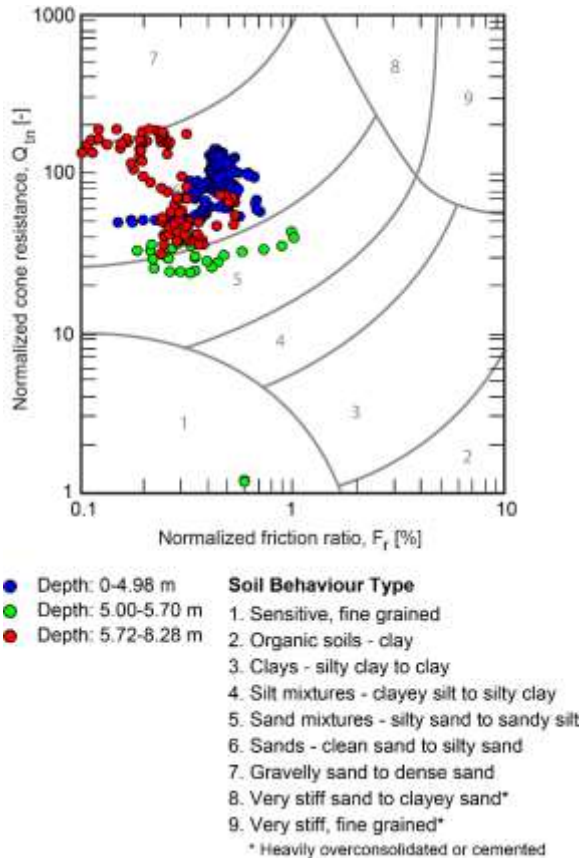 1000
7
8
9
100
Normalized cone resistance, Qtn [-]
5
10
4
1
3
2
1
0.1
1
10
Normalized friction ratio, Fr [%]
Depth: 0-4.98 m
Depth: 5.00-5.70 m
Depth: 5.72-8.28 m
Soil Behaviour Type
1. Sensitive, fine grained
2. Organic soils - clay
3. Clays - silty clay to clay
4. Silt mixtures - clayey silt to silty clay
5. Sand mixtures - silty sand to sandy silt
6. Sands - clean sand to silty sand
7. Gravelly sand to dense sand
8. Very stiff sand to clayey sand*
9. Very stiff, fine grained*
* Heavily overconsolidated or cemented